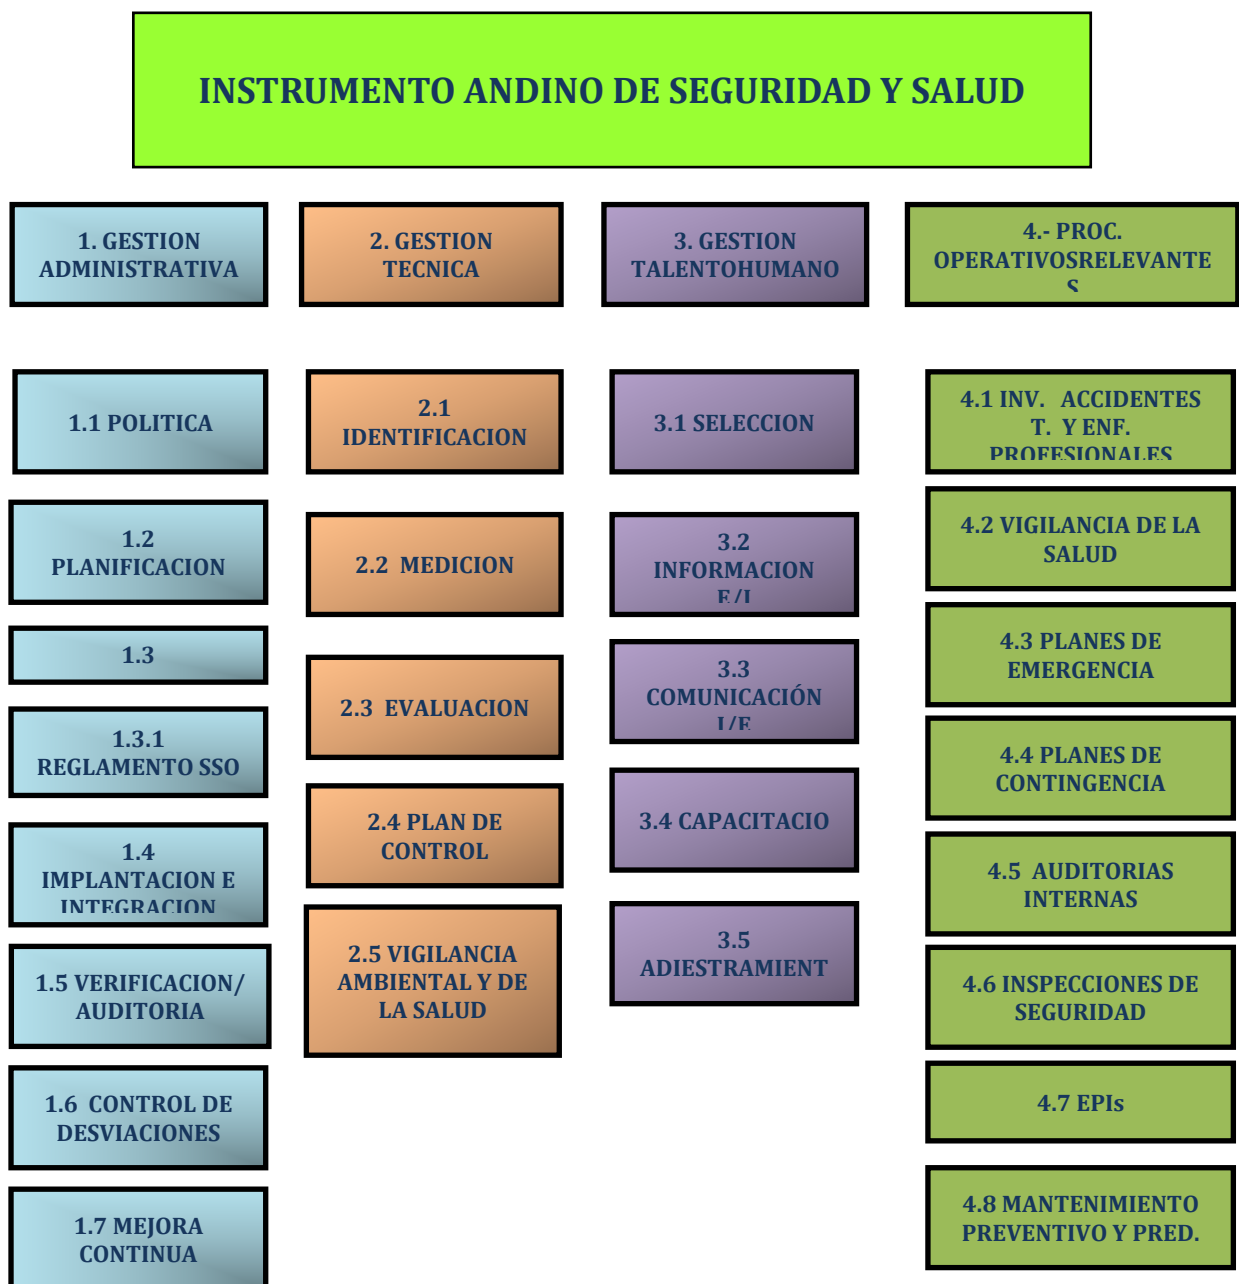 INSTRUMENTO ANDINO DE SEGURIDAD Y SALUD
1. GESTION
ADMINISTRATIVA
2. GESTION
TECNICA
3. GESTION
TALENTOHUMANO
4.- PROC.
OPERATIVOSRELEVANTE
S
1.1 POLITICA
1.2
PLANIFICACION
1.3
1.3.1
REGLAMENTO SSO
1.4
IMPLANTACION E
INTEGRACION
1.5 VERIFICACION/
AUDITORIA
1.6 CONTROL DE
DESVIACIONES
1.7 MEJORA
CONTINUA
2.1
IDENTIFICACION
2.2 MEDICION
2.3 EVALUACION
2.4 PLAN DE
CONTROL
2.5 VIGILANCIA
AMBIENTAL Y DE
LA SALUD
3.1 SELECCION
3.2
INFORMACION
E/I
3.3
COMUNICACIÓN
I/E
3.4 CAPACITACIO
3.5
ADIESTRAMIENT
4.1 INV. ACCIDENTES
T. Y ENF.
PROFESIONALES
4.2 VIGILANCIA DE LA
SALUD
4.3 PLANES DE
EMERGENCIA
4.4 PLANES DE
CONTINGENCIA
4.5 AUDITORIAS
INTERNAS
4.6 INSPECCIONES DE
SEGURIDAD
4.7 EPIs
4.8 MANTENIMIENTO
PREVENTIVO Y PRED.